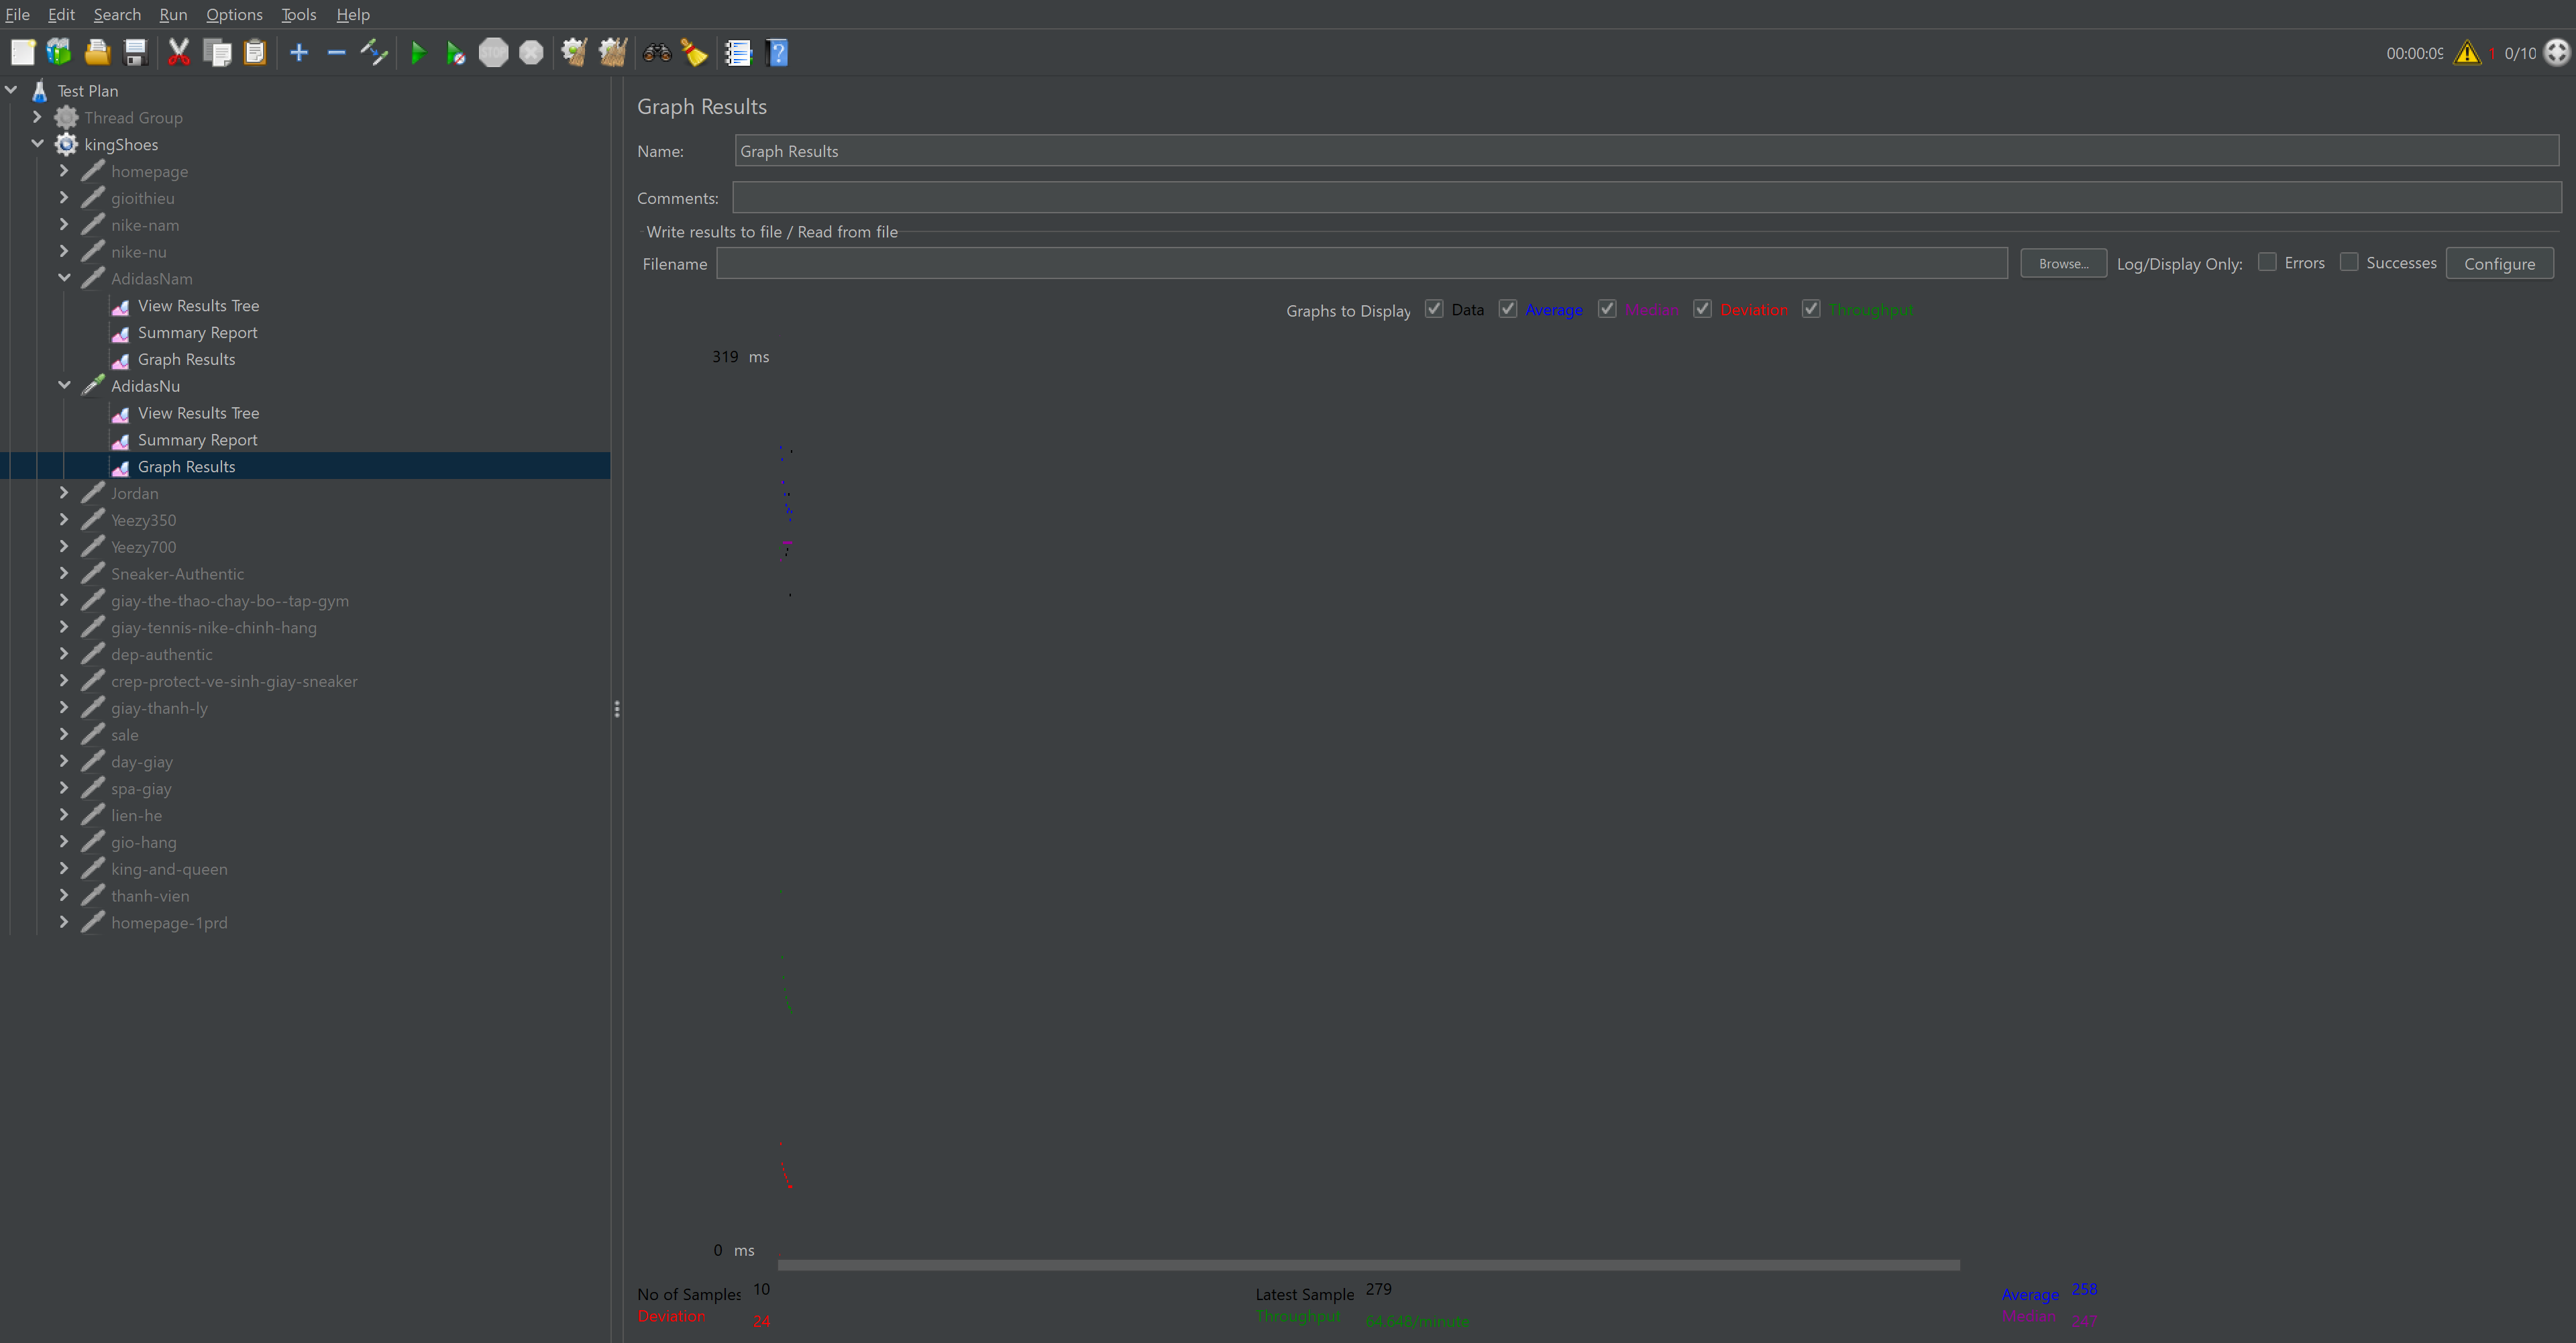 File Edit Search Run Options Tools Help
00:00:09 1 0/10
Test Plan
Thread Group
kingShoes
homepage
gioithieu
nike-nam
nike-nu
AdidasNam
View Results Tree
Summary Report
Graph Results
AdidasNu
View Results Tree
Summary Report
Graph Results
Jordan
Yeezy350
Yeezy700
Sneaker-Authentic
giay-the-thao-chay-bo--tap-gym
giay-tennis-nike-chinh-hang
dep-authentic
crep-protect-ve-sinh-giay-sneaker
giay-thanh-ly
sale
day-giay
spa-giay
lien-he
gio-hang
king-and-queen
thanh-vien
homepage-1prd
Graph Results
Name: Graph Results
Comments:
Write results to file / Read from file
Filename Browse... Log/Display Only: Errors Successes Configure
Graphs to Display Data Average Median Deviation Throughput
319 ms
0 ms
No of Samples 10 Latest Sample 279 Average 258
Deviation 24 Throughput 64.648/minute Median 247